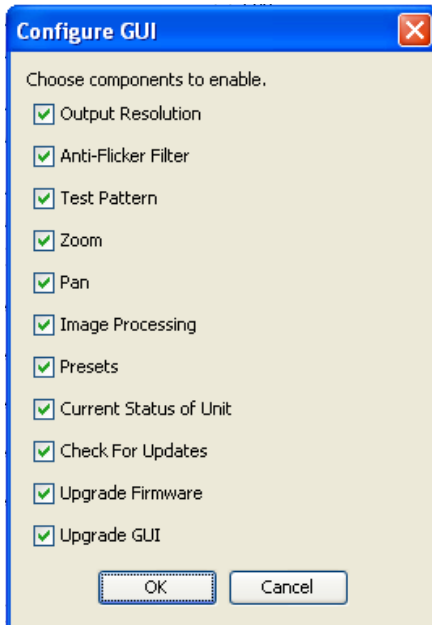 Configure GUI
Choose components to enable.
Output Resolution
Anti-Flicker Filter
Test Pattern
Zoom
Pan
Image Processing
Presets
Current Status of Unit
Check For Updates
Upgrade Firmware
Upgrade GUI
OK Cancel